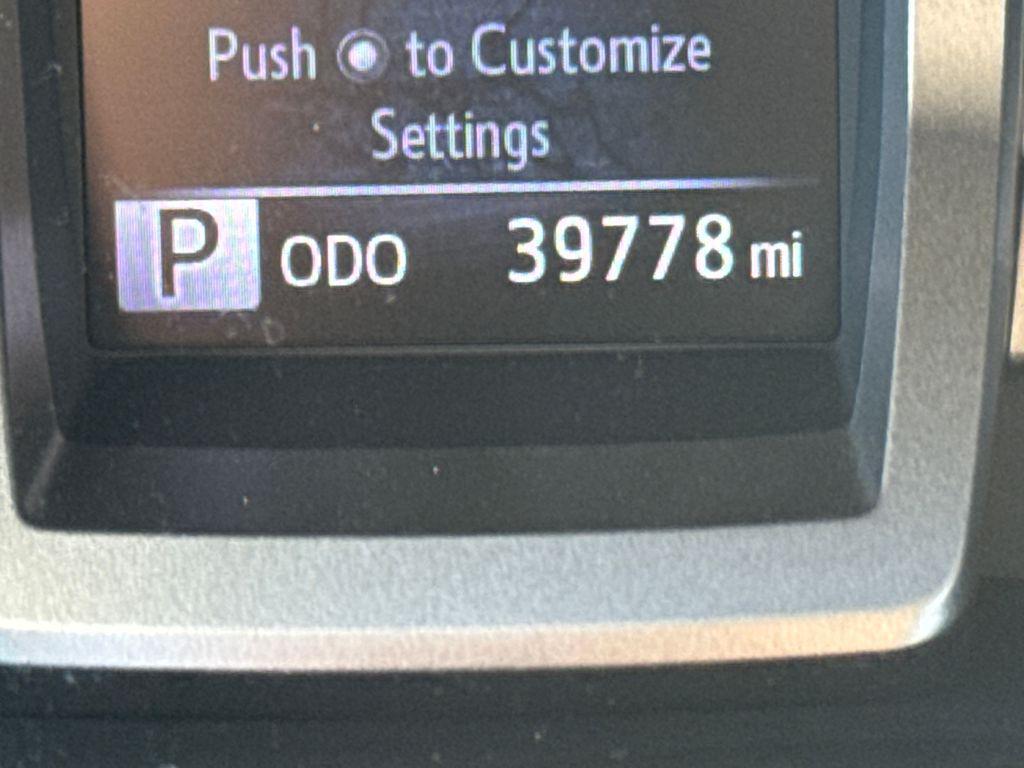 Push to Customize
Settings
P ODO 39778 mi